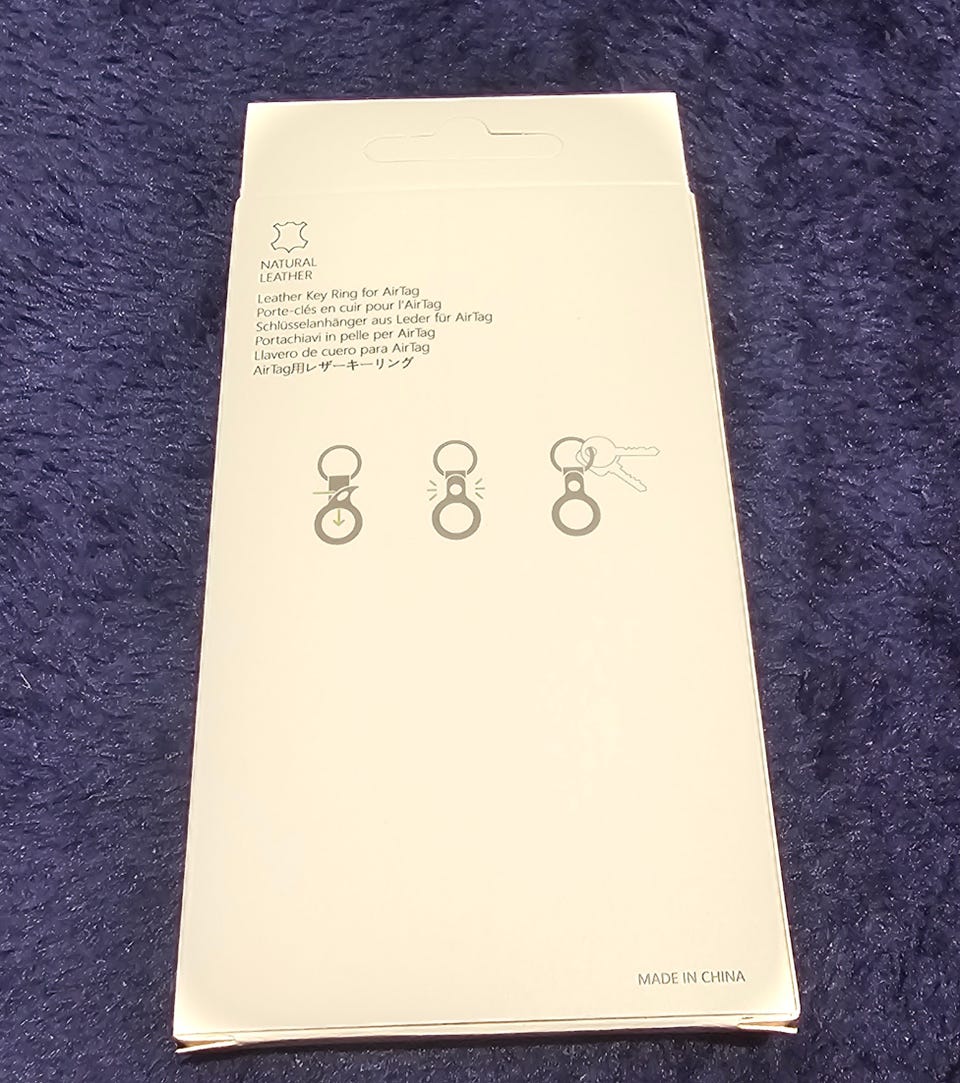 NATURAL
LEATHER
Leather Key Ring for AirTag
Porte-clés en cuir pour l'AirTag
Schlüsselanhänger aus Leder für AirTag
Portachiavi in pelle per AirTag
Llavero de cuero para AirTag
AirTag用レザーキーリング
MADE IN CHINA